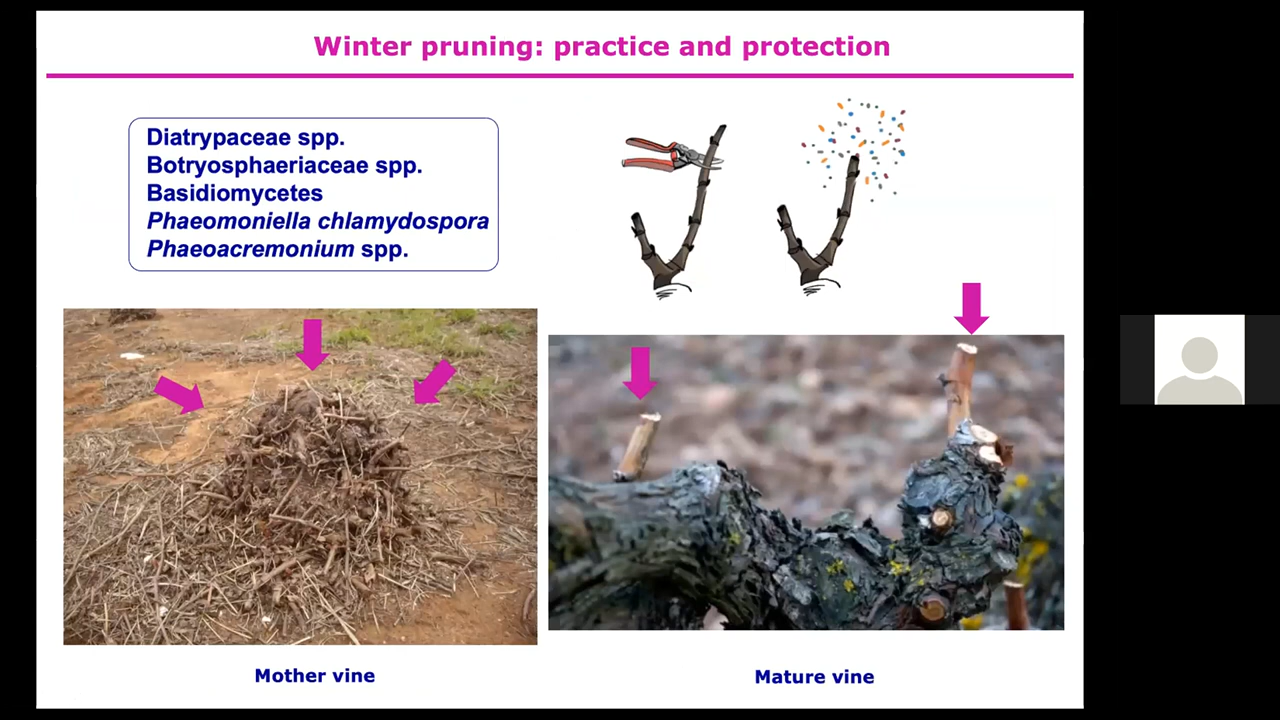 Winter pruning: practice and protection
Diatrypaceae spp.
Botryosphaeriaceae spp.
Basidiomycetes
Phaeomoniella chlamydospora
Phaeoacremonium spp.
Mother vine
Mature vine